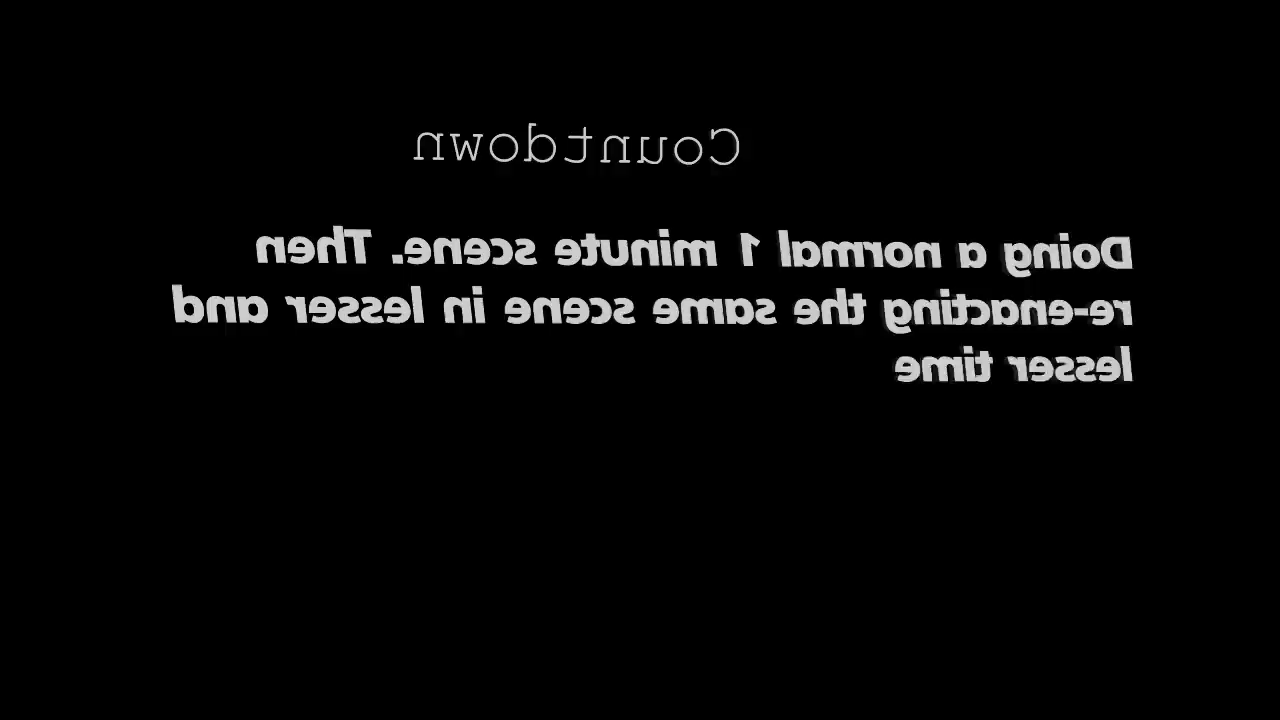 Countdown
Doing a normal 1 minute scene. Then
re-enacting the same scene in lesser and
lesser time